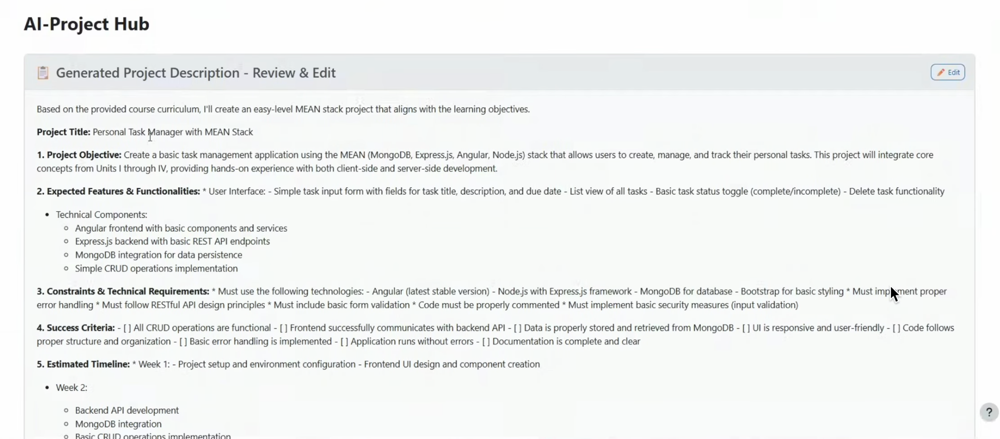 AI-Project Hub
Generated Project Description - Review & Edit
Edit
Based on the provided course curriculum, I'll create an easy-level MEAN stack project that aligns with the learning objectives.
Project Title: Personal Task Manager with MEAN Stack
1. Project Objective: Create a basic task management application using the MEAN (MongoDB, Express.js, Angular, Node.js) stack that allows users to create, manage, and track their personal tasks. This project will integrate core
concepts from Units I through IV, providing hands-on experience with both client-side and server-side development.
2. Expected Features & Functionalities: * User Interface: - Simple task input form with fields for task title, description, and due date - List view of all tasks - Basic task status toggle (complete/incomplete) - Delete task functionality
• Technical Components:
◦ Angular frontend with basic components and services
◦ Express.js backend with basic REST API endpoints
◦ MongoDB integration for data persistence
◦ Simple CRUD operations implementation
3. Constraints & Technical Requirements: * Must use the following technologies: - Angular (latest stable version) - Node.js with Express.js framework - MongoDB for database - Bootstrap for basic styling * Must implement proper
error handling * Must follow RESTful API design principles * Must include basic form validation * Code must be properly commented * Must implement basic security measures (input validation)
4. Success Criteria: - [ ] All CRUD operations are functional - [ ] Frontend successfully communicates with backend API - [ ] Data is properly stored and retrieved from MongoDB - [ ] UI is responsive and user-friendly - [ ] Code follows
proper structure and organization - [ ] Basic error handling is implemented - [ ] Application runs without errors - [ ] Documentation is complete and clear
5. Estimated Timeline: * Week 1: - Project setup and environment configuration - Frontend UI design and component creation
• Week 2:
◦ Backend API development
◦ MongoDB integration
◦ Basic CRUD operations implementation
?